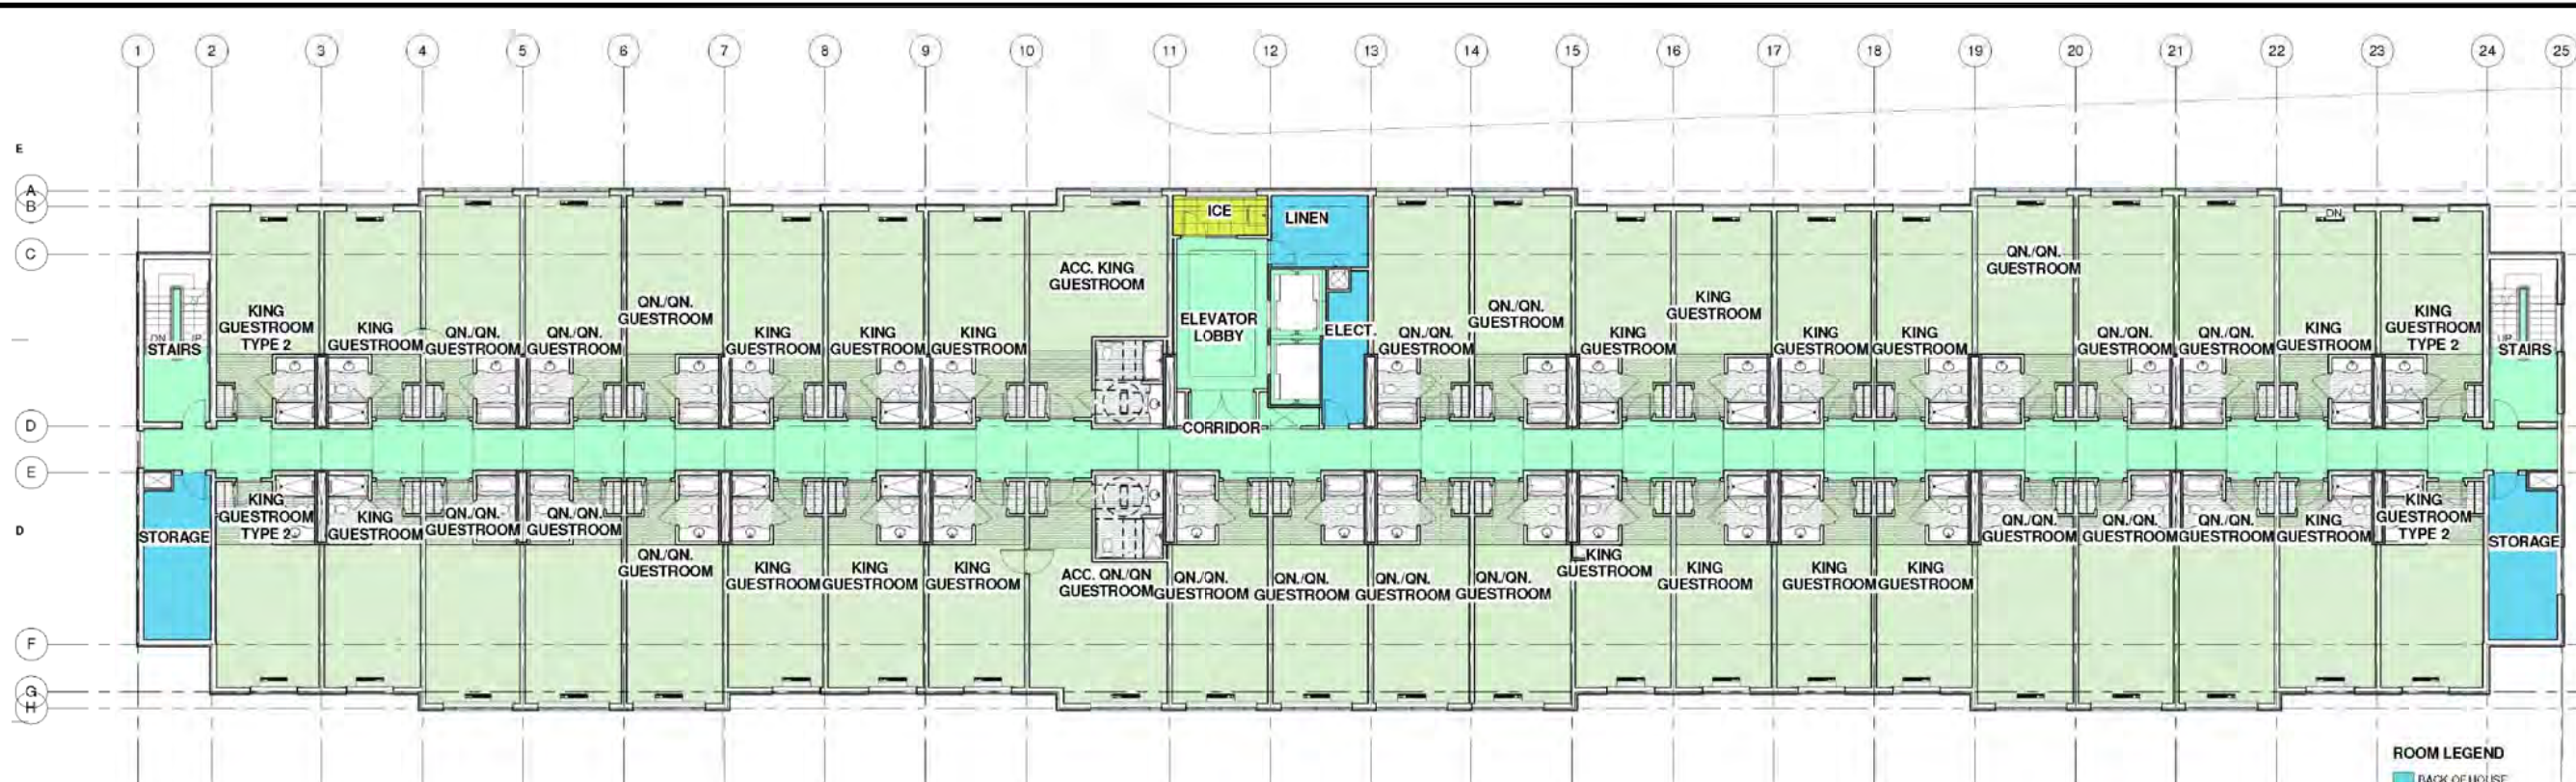 1 2 3 4 5 6 7 8 9 10 11 12 13 14 15 16 17 18 19 20 21 22 23 24 25
E
A
B
C
D
E
D
F
G
H
ICE
LINEN
DN
ACC. KING
GUESTROOM
QN./QN.
GUESTROOM
KING
GUESTROOM
TYPE 2
KING
GUESTROOM
QN./QN.
GUESTROOM
QN./QN.
GUESTROOM
QN./QN.
GUESTROOM
KING
GUESTROOM
KING
GUESTROOM
KING
GUESTROOM
ELEVATOR
LOBBY
ELECT.
QN./QN.
GUESTROOM
QN./QN.
GUESTROOM
KING
GUESTROOM
KING
GUESTROOM
KING
GUESTROOM
KING
GUESTROOM
QN./QN.
GUESTROOM
QN./QN.
GUESTROOM
KING
GUESTROOM
KING
GUESTROOM
TYPE 2
DN UP
STAIRS
UP
STAIRS
CORRIDOR
STORAGE
KING
GUESTROOM
TYPE 2
KING
GUESTROOM
QN./QN.
GUESTROOM
QN./QN.
GUESTROOM
QN./QN.
GUESTROOM
KING
GUESTROOM
KING
GUESTROOM
KING
GUESTROOM
ACC. QN./QN
GUESTROOM
QN./QN.
GUESTROOM
QN./QN.
GUESTROOM
QN./QN.
GUESTROOM
QN./QN.
GUESTROOM
KING
GUESTROOM
KING
GUESTROOM
KING
GUESTROOM
KING
GUESTROOM
QN./QN.
GUESTROOM
QN./QN.
GUESTROOM
QN./QN.
GUESTROOM
KING
GUESTROOM
KING
GUESTROOM
TYPE 2
STORAGE
ROOM LEGEND
BACK OF HOUSE